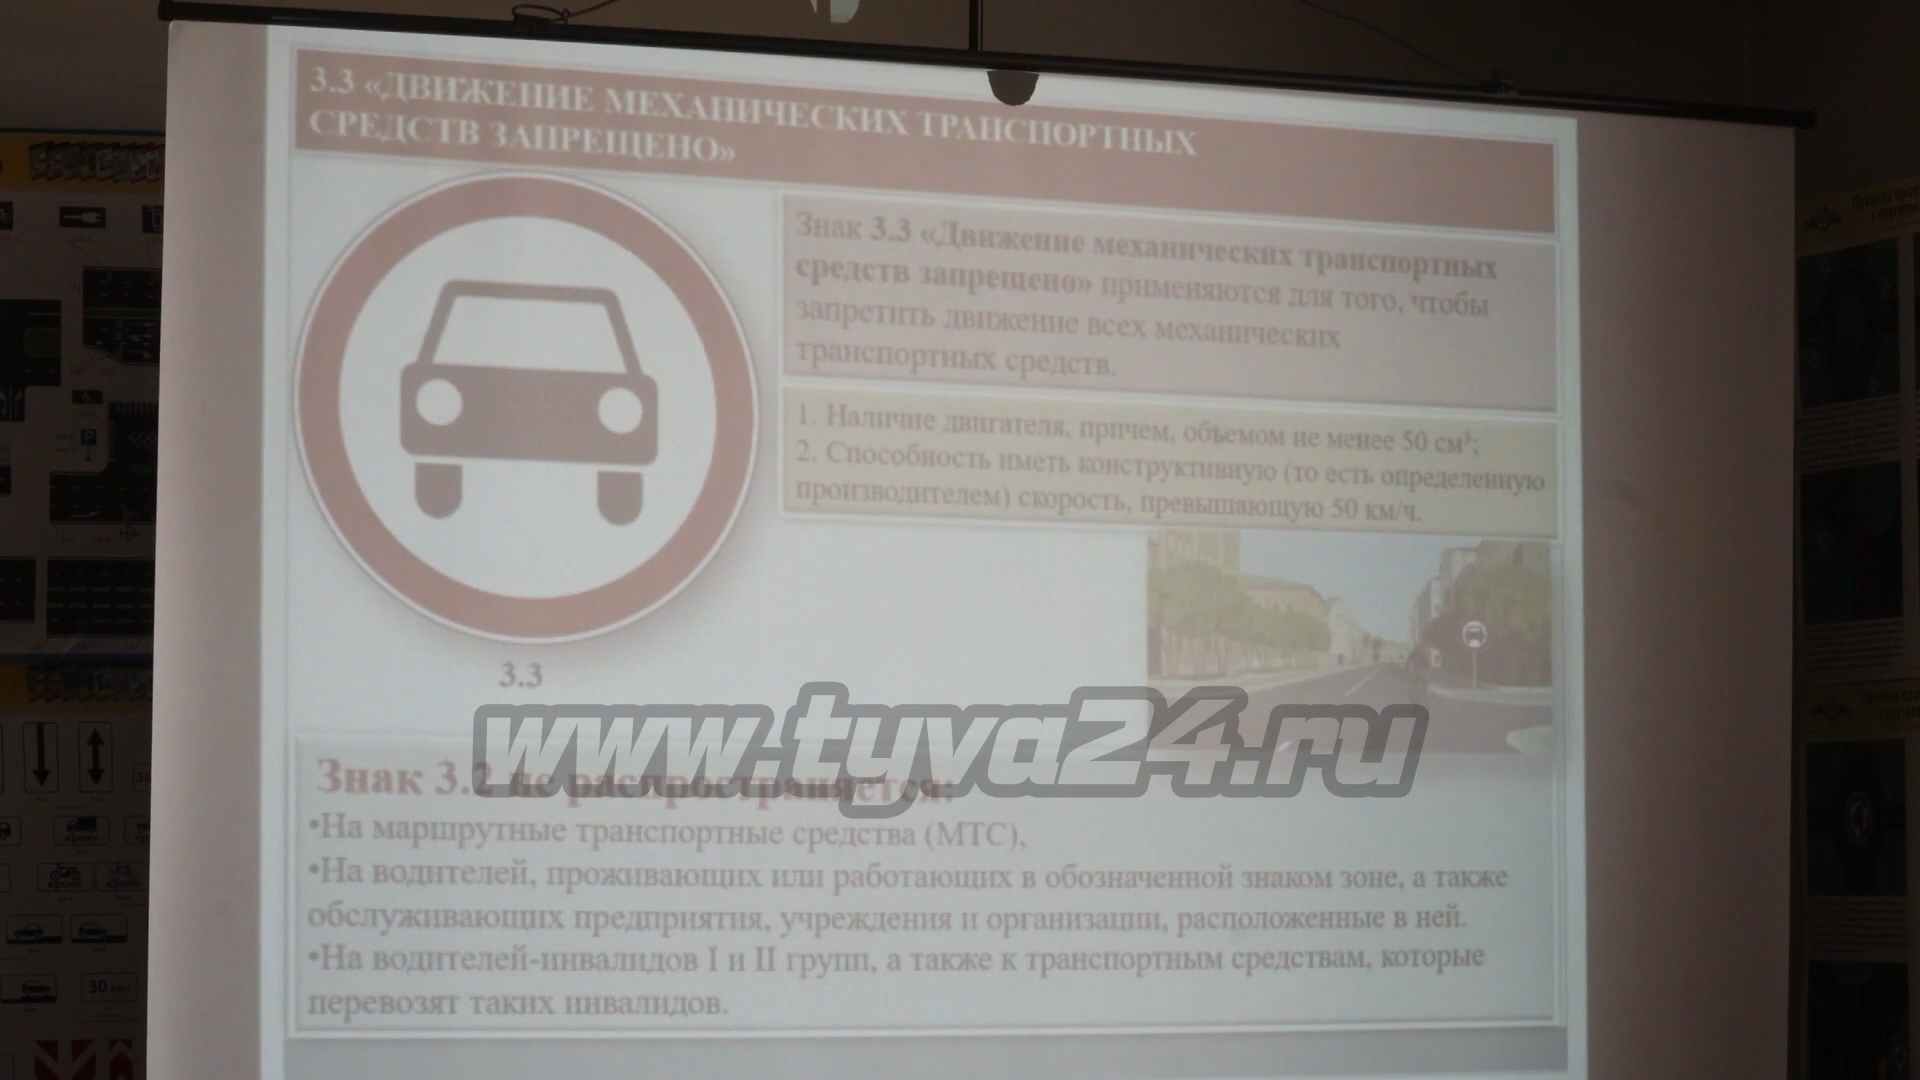 3.3 «ДВИЖЕНИЕ МЕХАНИЧЕСКИХ ТРАНСПОРТНЫХ
СРЕДСТВ ЗАПРЕЩЕНО»
Знак 3.3 «Движение механических транспортных
средств запрещено» применяются для того, чтобы
запретить движение всех механических
транспортных средств.
1. Наличие двигателя, причем, объемом не менее 50 см³;
2. Способность иметь конструктивную (то есть определенную
производителем) скорость, превышающую 50 км/ч.
3.3
www.tyva24.ru
Знак 3.2 не распространяется:
•На маршрутные транспортные средства (МТС),
•На водителей, проживающих или работающих в обозначенной знаком зоне, а также
обслуживающих предприятия, учреждения и организации, расположенные в ней.
•На водителей-инвалидов I и II групп, а также к транспортным средствам, которые
перевозят таких инвалидов.
30 мин.